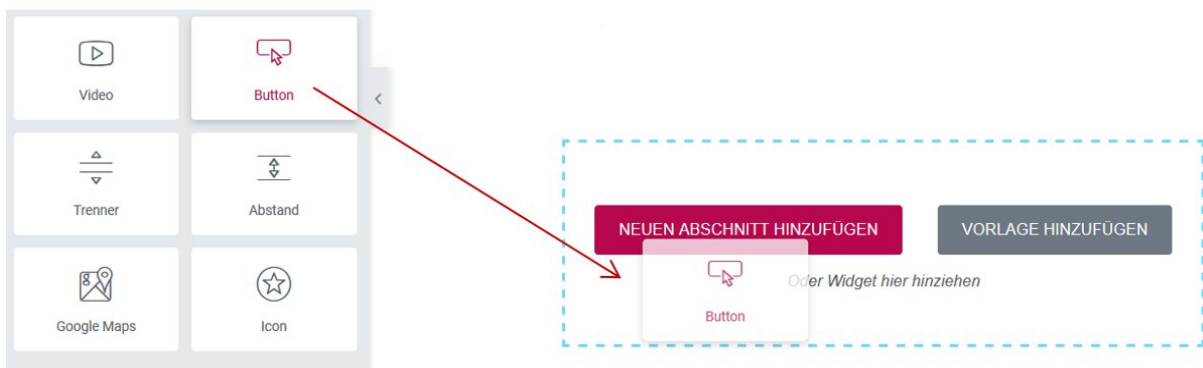 Video
Button
Trenner
Abstand
Google Maps
Icon
NEUEN ABSCHNITT HINZUFÜGEN
VORLAGE HINZUFÜGEN
Oder Widget hier hinziehen
Button